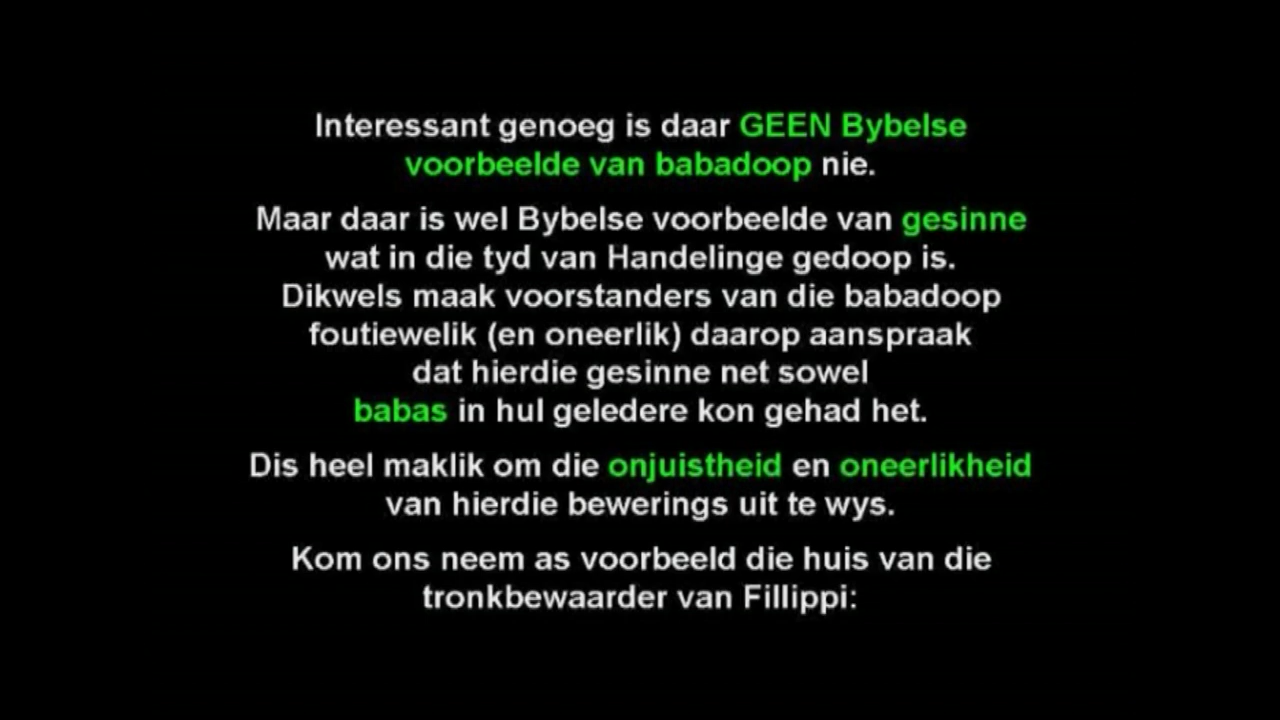 Interessant genoeg is daar GEEN Bybelse
voorbeelde van babadoop nie.
Maar daar is wel Bybelse voorbeelde van gesinne
wat in die tyd van Handelinge gedoop is.
Dikwels maak voorstanders van die babadoop
foutiewelik (en oneerlik) daarop aanspraak
dat hierdie gesinne net sowel
babas in hul geledere kon gehad het.
Dis heel maklik om die onjuistheid en oneerlikheid
van hierdie bewerings uit te wys.
Kom ons neem as voorbeeld die huis van die
tronkbewaarder van Fillippi: